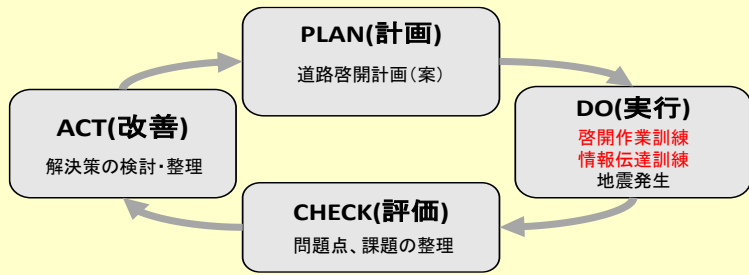 PLAN(計画)
道路啓開計画（案）
DO(実行)
啓開作業訓練
情報伝達訓練
地震発生
CHECK(評価)
問題点、課題の整理
ACT(改善)
解決策の検討・整理